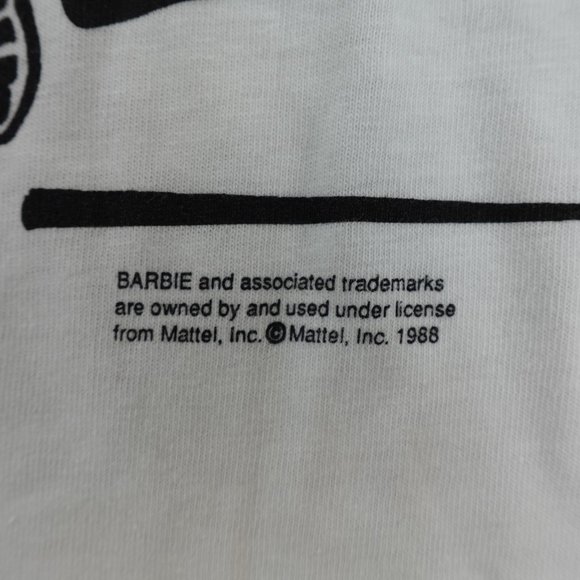 BARBIE and associated trademarks
are owned by and used under license
from Mattel, Inc. © Mattel, Inc. 1988